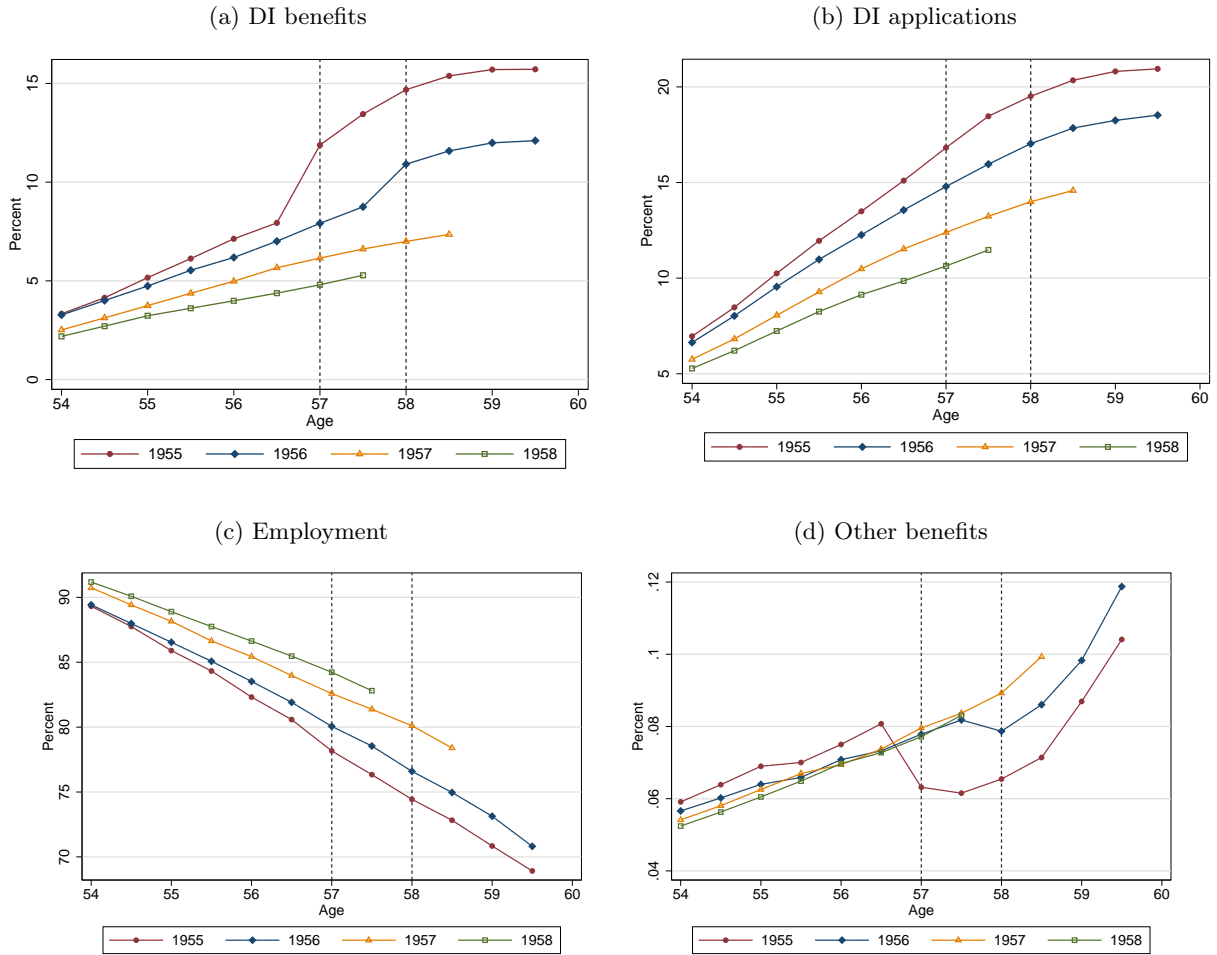 (a) DI benefits
Percent
15
10
5
0
54 55 56 57 58 59 60
Age
1955 1956 1957 1958
(b) DI applications
Percent
20
15
10
5
54 55 56 57 58 59 60
Age
1955 1956 1957 1958
(c) Employment
Percent
90
85
80
75
70
54 55 56 57 58 59 60
Age
1955 1956 1957 1958
(d) Other benefits
Percent
.12
.1
.08
.06
.04
54 55 56 57 58 59 60
Age
1955 1956 1957 1958